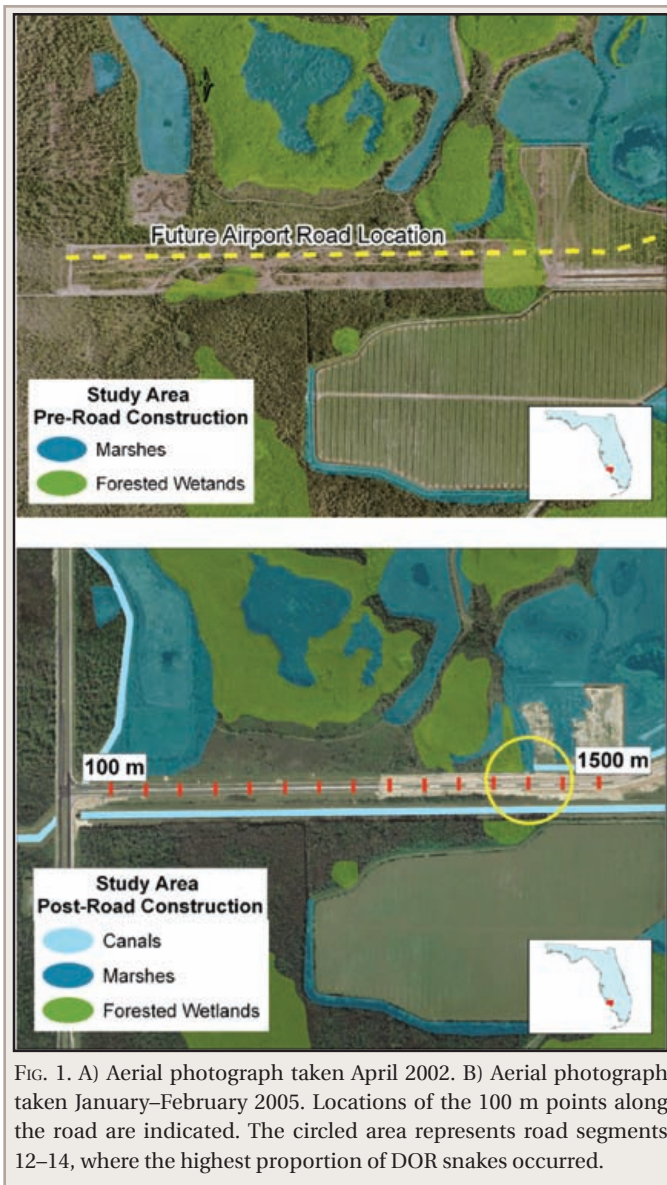 Future Airport Road Location
Study Area
Pre-Road Construction
Marshes
Forested Wetands
100 m
1500 m
Study Area
Post-Road Construction
Canals
Marshes
Forested Wetlands
FIG. 1. A) Aerial photograph taken April 2002. B) Aerial photograph
taken January–February 2005. Locations of the 100 m points along
the road are indicated. The circled area represents road segments
12–14, where the highest proportion of DOR snakes occurred.